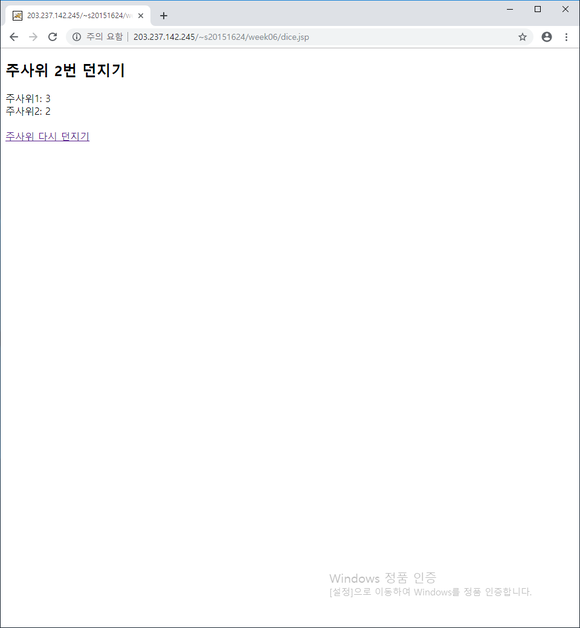 203.237.142.245/~s20151624/w
주의 요함 | 203.237.142.245/~s20151624/week06/dice.jsp
주사위 2번 던지기
주사위1: 3
주사위2: 2
주사위 다시 던지기
Windows 정품 인증
[설정]으로 이동하여 Windows를 정품 인증합니다.